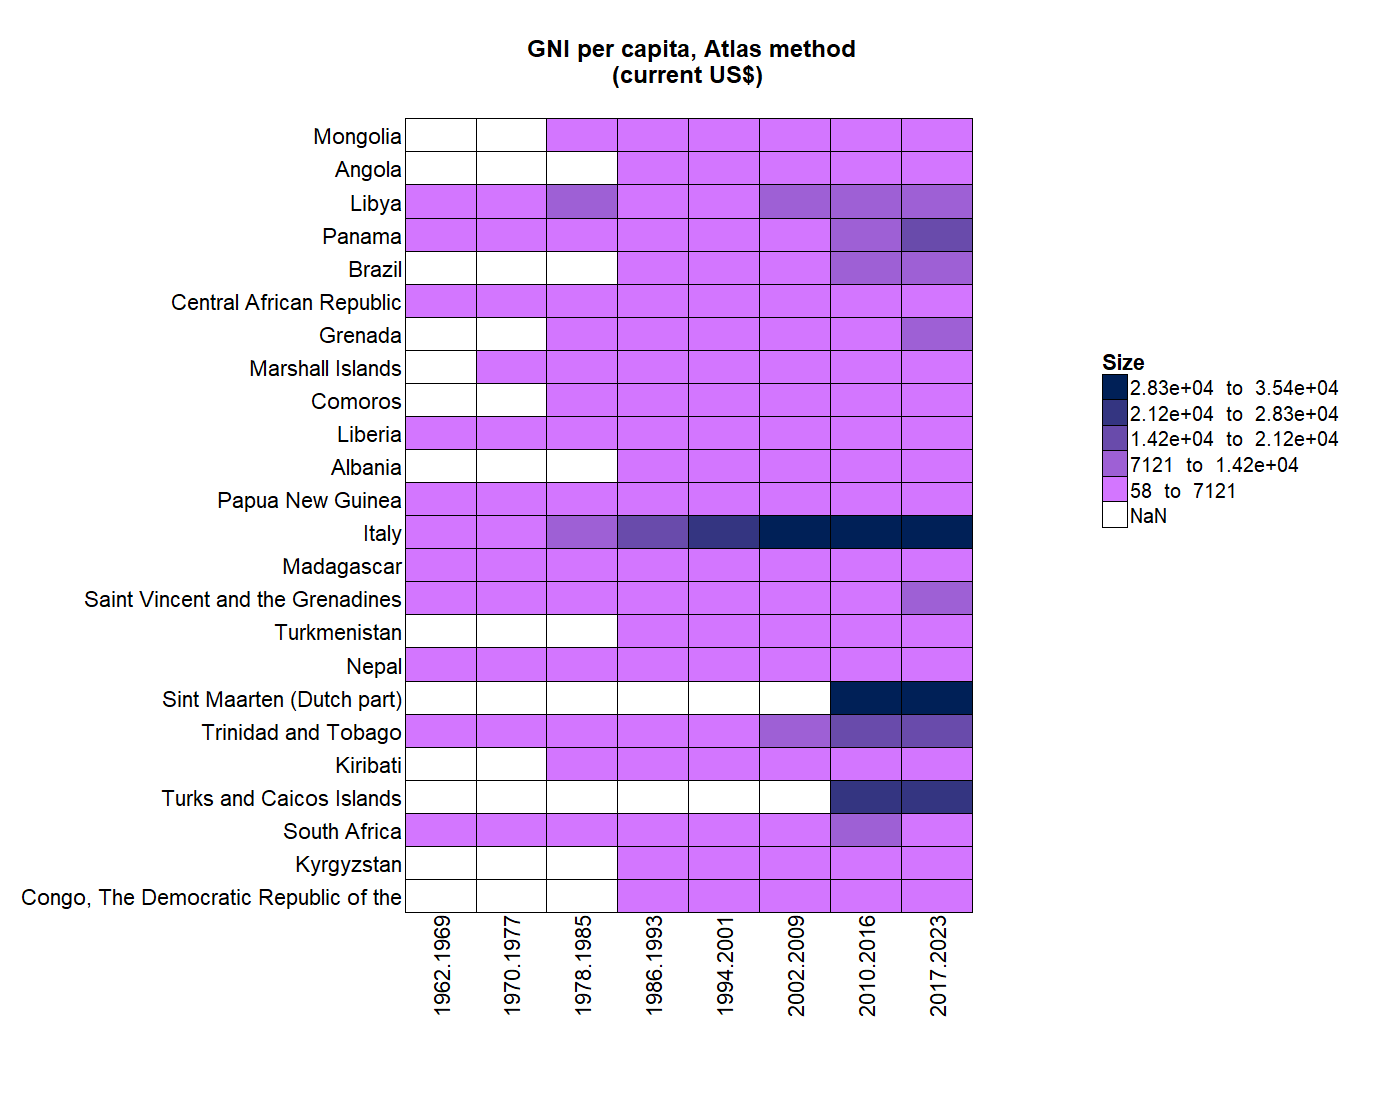 GNI per capita, Atlas method
(current US$)
Mongolia
Angola
Libya
Panama
Brazil
Central African Republic
Grenada
Marshall Islands
Comoros
Liberia
Albania
Papua New Guinea
Italy
Madagascar
Saint Vincent and the Grenadines
Turkmenistan
Nepal
Sint Maarten (Dutch part)
Trinidad and Tobago
Kiribati
Turks and Caicos Islands
South Africa
Kyrgyzstan
Congo, The Democratic Republic of the
1962.1969
1970.1977
1978.1985
1986.1993
1994.2001
2002.2009
2010.2016
2017.2023
Size
2.83e+04 to 3.54e+04
2.12e+04 to 2.83e+04
1.42e+04 to 2.12e+04
7121 to 1.42e+04
58 to 7121
NaN